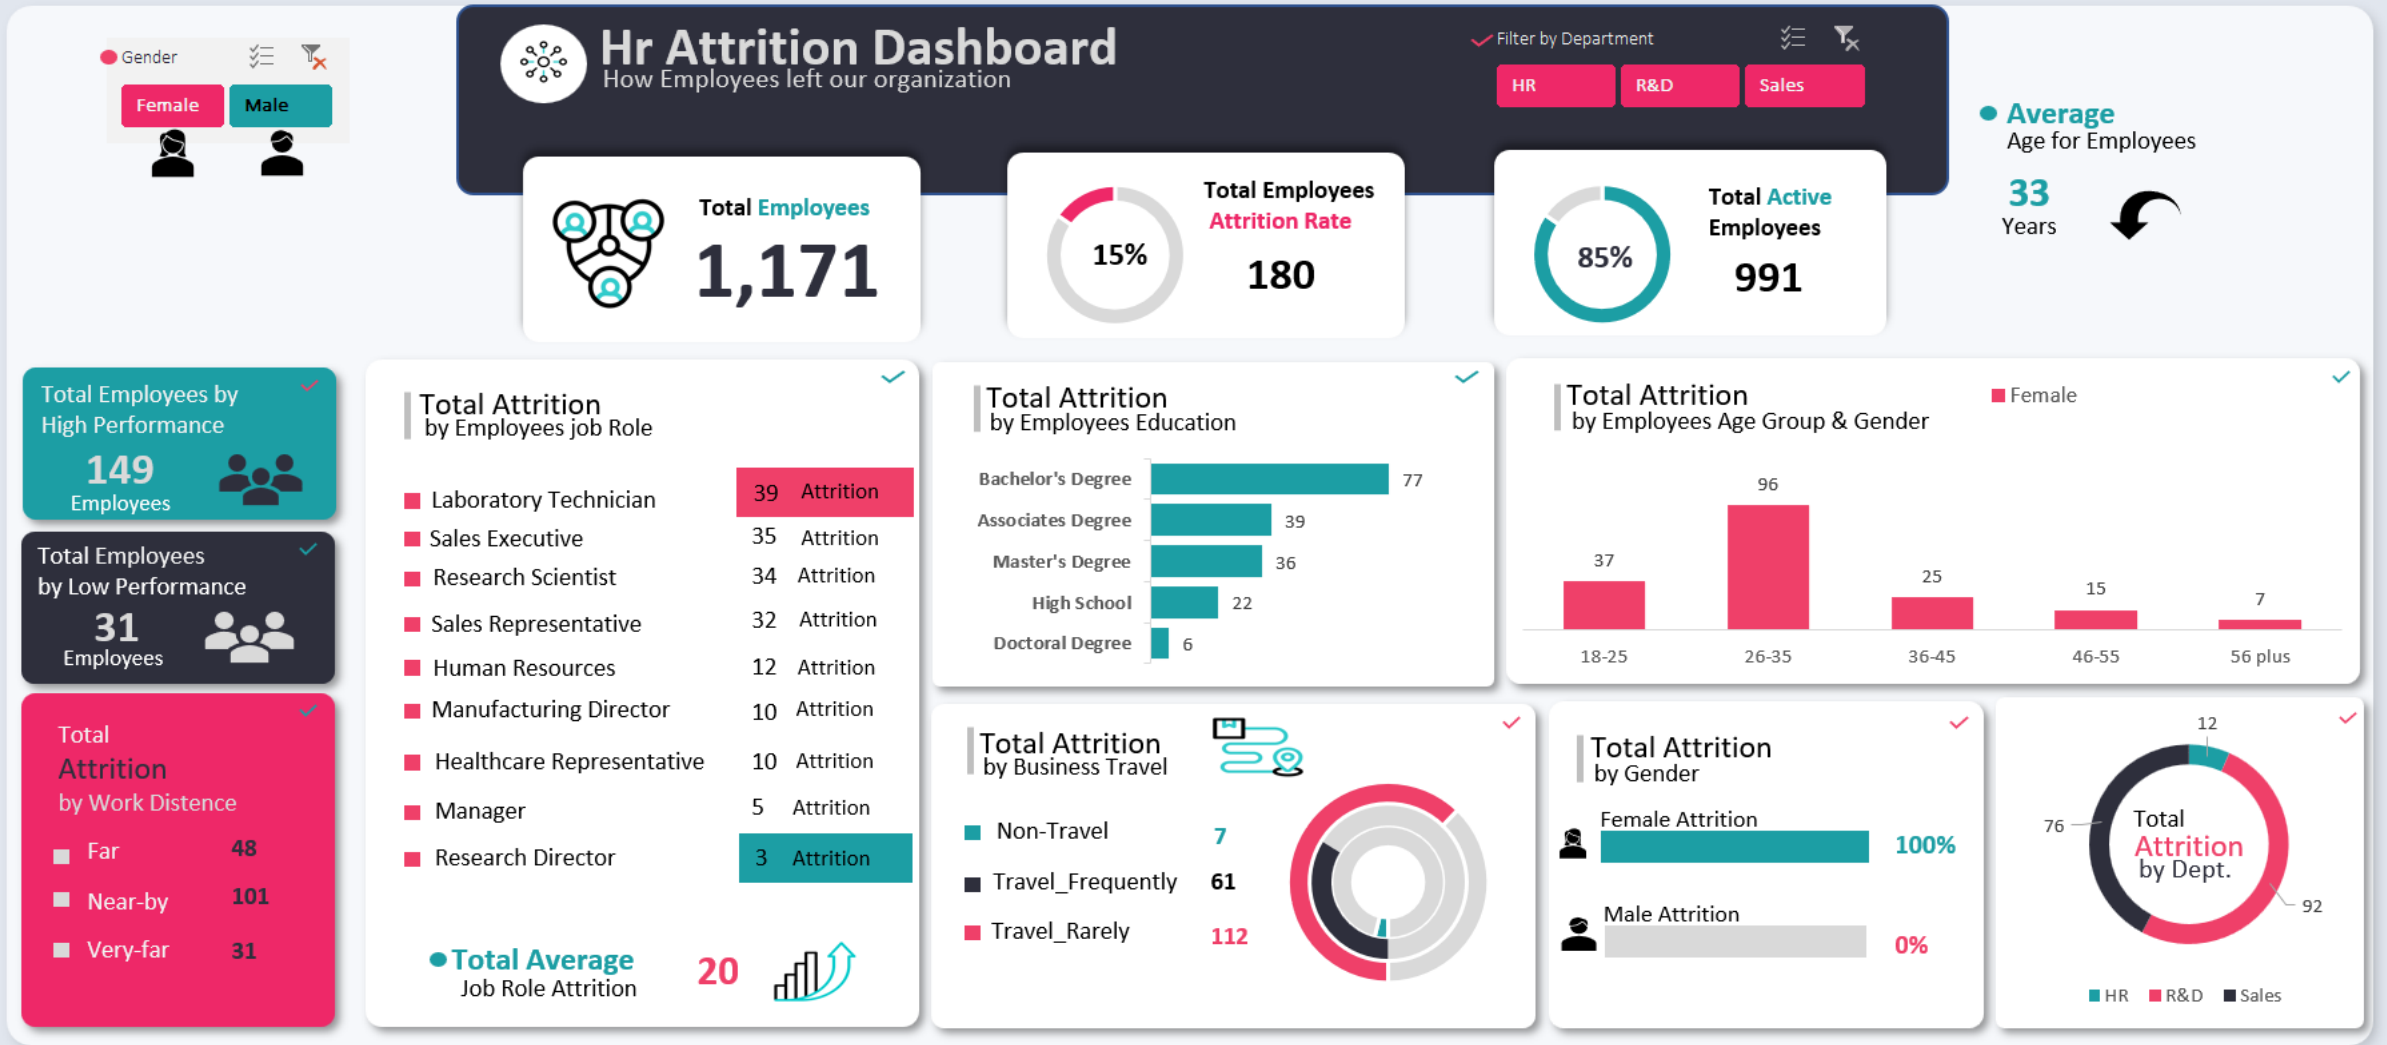 Gender
Female
Male
Hr Attrition Dashboard
How Employees left our organization
Filter by Department
HR
R&D
Sales
Average
Age for Employees
33
Years
Total Employees
1,171
15%
Total Employees
Attrition Rate
180
85%
Total Active
Employees
991
Total Employees by
High Performance
149
Employees
Total Employees
by Low Performance
31
Employees
Total
Attrition
by Work Distence
Far 48
Near-by 101
Very-far 31
Total Attrition
by Employees job Role
Laboratory Technician 39 Attrition
Sales Executive 35 Attrition
Research Scientist 34 Attrition
Sales Representative 32 Attrition
Human Resources 12 Attrition
Manufacturing Director 10 Attrition
Healthcare Representative 10 Attrition
Manager 5 Attrition
Research Director 3 Attrition
Total Average
Job Role Attrition
20
Total Attrition
by Employees Education
Bachelor's Degree 77
Associates Degree 39
Master's Degree 36
High School 22
Doctoral Degree 6
Total Attrition
by Employees Age Group & Gender
Female
37
96
25
15
7
18-25
26-35
36-45
46-55
56 plus
Total Attrition
by Business Travel
Non-Travel 7
Travel_Frequently 61
Travel_Rarely 112
Total Attrition
by Gender
Female Attrition
100%
Male Attrition
0%
12
76
92
Total
Attrition
by Dept.
HR
R&D
Sales